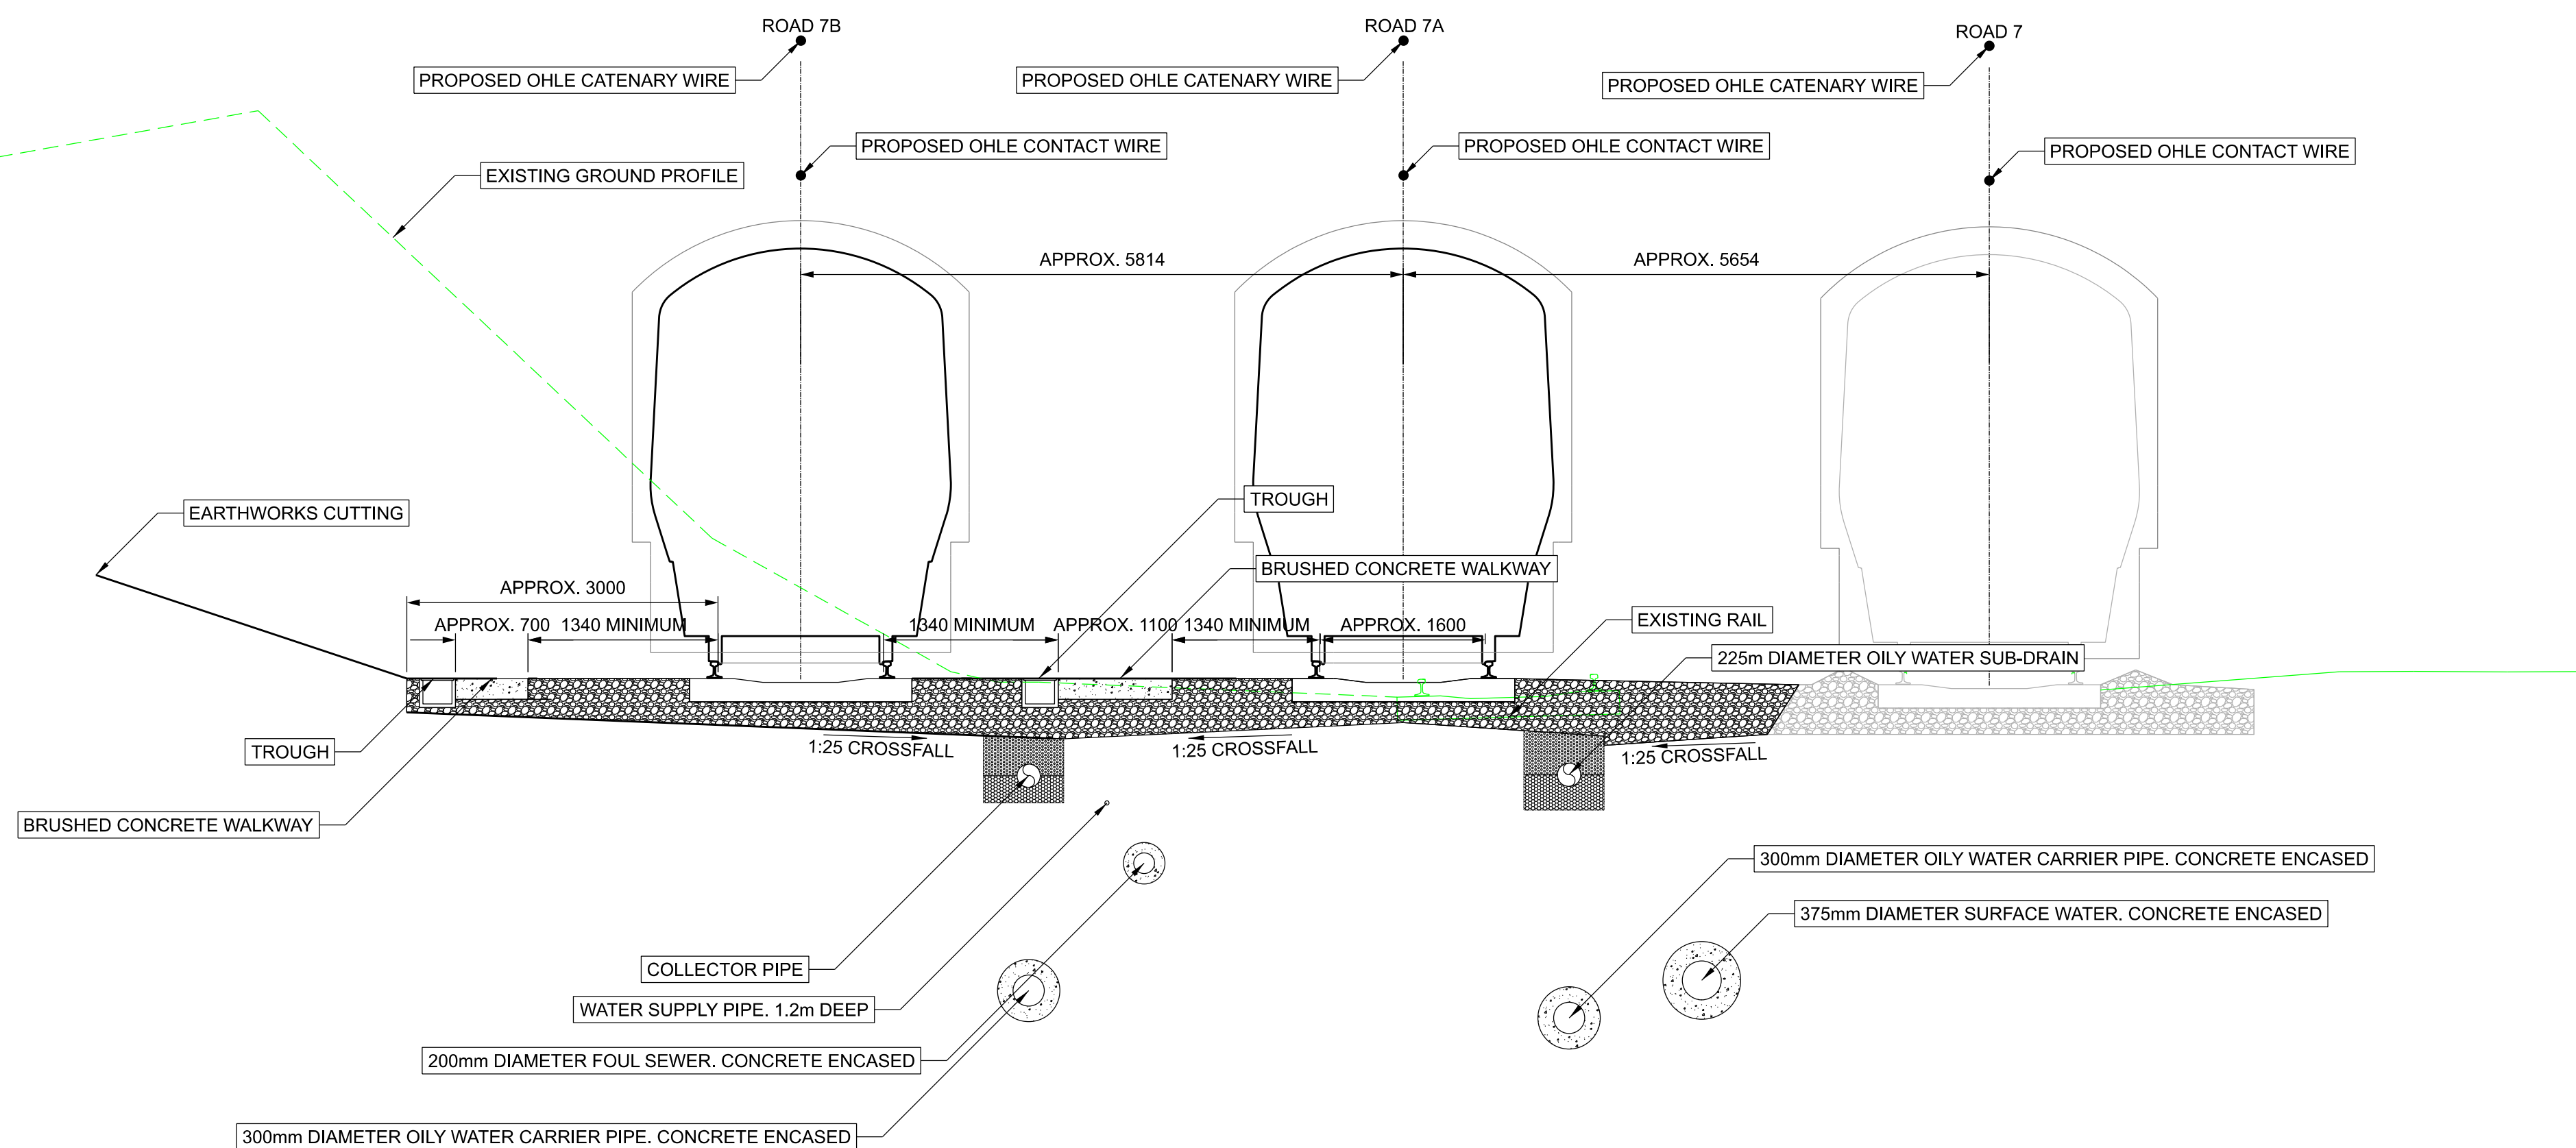 ROAD 7B
ROAD 7A
ROAD 7
PROPOSED OHLE CATENARY WIRE
PROPOSED OHLE CATENARY WIRE
PROPOSED OHLE CATENARY WIRE
PROPOSED OHLE CONTACT WIRE
PROPOSED OHLE CONTACT WIRE
PROPOSED OHLE CONTACT WIRE
EXISTING GROUND PROFILE
APPROX. 5814
APPROX. 5654
TROUGH
EARTHWORKS CUTTING
BRUSHED CONCRETE WALKWAY
APPROX. 3000
EXISTING RAIL
APPROX. 700
1340 MINIMUM
1340 MINIMUM
APPROX. 1100
1340 MINIMUM
APPROX. 1600
225m DIAMETER OILY WATER SUB-DRAIN
TROUGH
1:25 CROSSFALL
1:25 CROSSFALL
1:25 CROSSFALL
BRUSHED CONCRETE WALKWAY
300mm DIAMETER OILY WATER CARRIER PIPE. CONCRETE ENCASED
375mm DIAMETER SURFACE WATER. CONCRETE ENCASED
COLLECTOR PIPE
WATER SUPPLY PIPE. 1.2m DEEP
200mm DIAMETER FOUL SEWER. CONCRETE ENCASED
300mm DIAMETER OILY WATER CARRIER PIPE. CONCRETE ENCASED